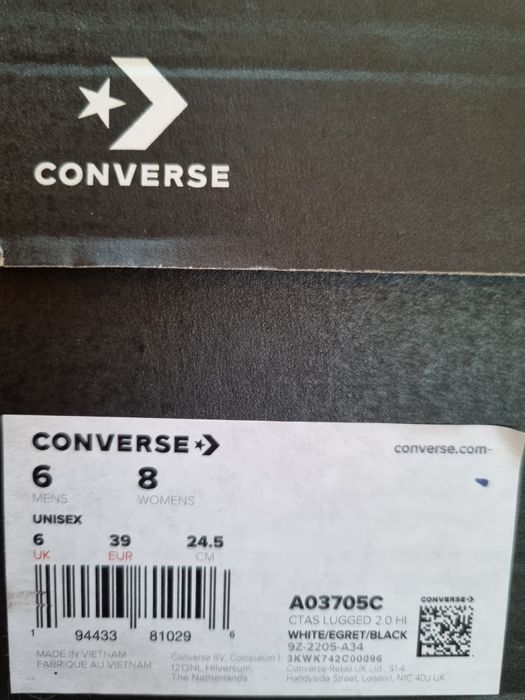 CONVERSE
CONVERSE
converse.com
6 8
MENS WOMENS
UNISEX
6 39 24.5
UK EUR CM
1 94433 81029 6
A03705C
CONVERSE
CTAS LUGGED 2.0 HI
WHITE/EGRET/BLACK
9Z-2205-A34
3KWK742C00096
MADE IN VIETNAM
FABRIQUE AU VIETNAM
Converse BV, Colosseum 1
1213NL Hilversum,
The Netherlands
Converse Retail UK Ltd., S1-4
Handyside Street, London, N1C 4DJ UK